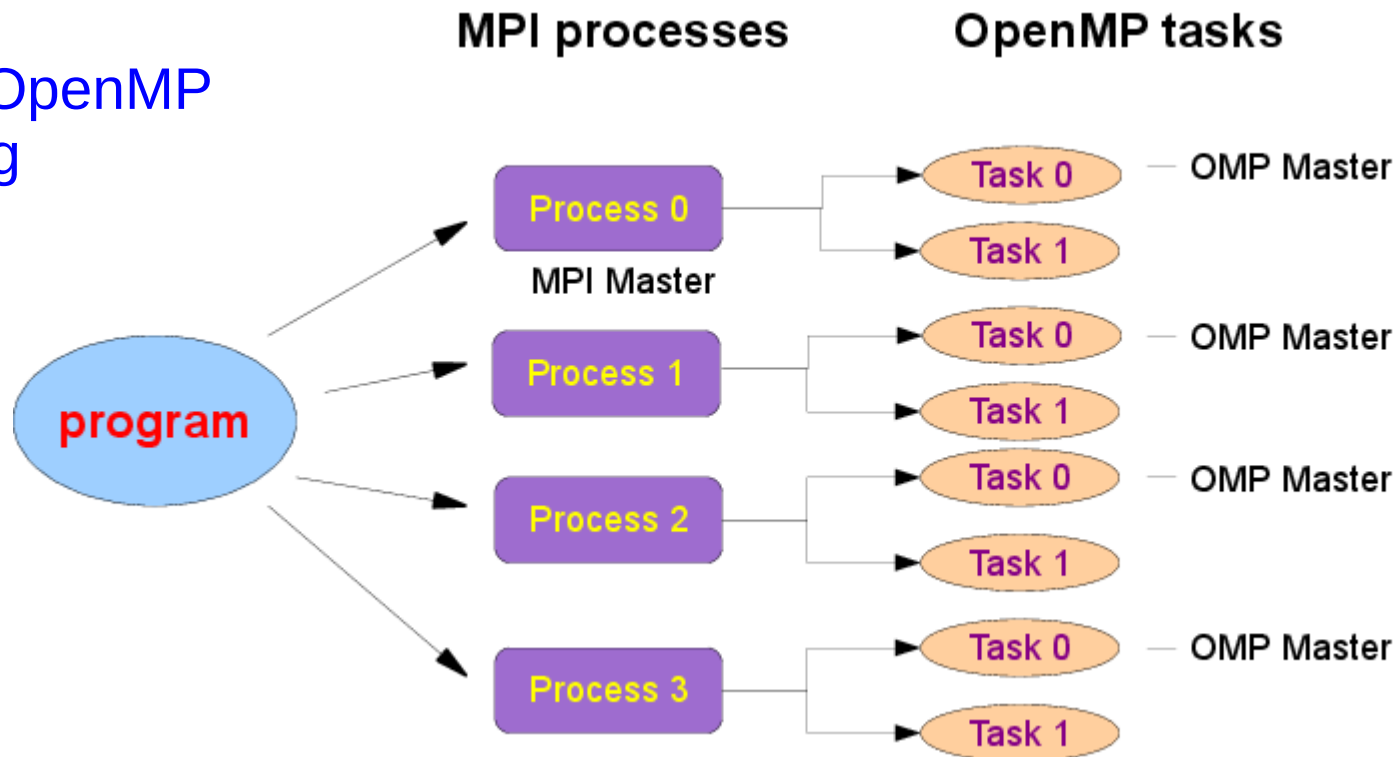 MPI processes OpenMP tasks
OpenMP
g
Process 0
MPI Master
Process 1
Process 2
Process 3
program
Task 0 OMP Master
Task 1
Task 0 OMP Master
Task 1
Task 0 OMP Master
Task 1
Task 0 OMP Master
Task 1